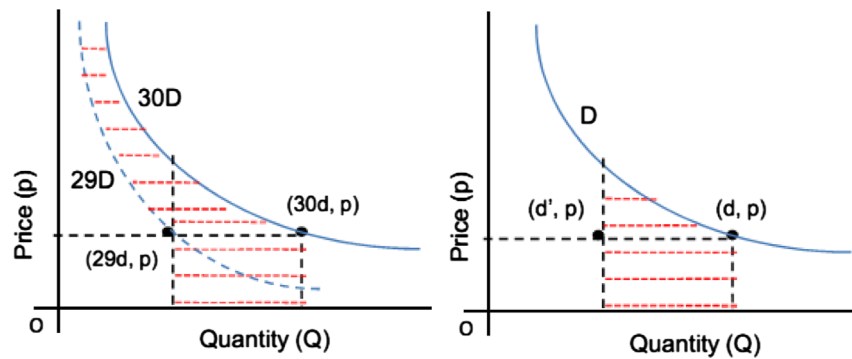 30D
29D
(30d, p)
(29d, p)
Price (p)
O
Quantity (Q)
D
(d’, p)
(d, p)
Price (p)
O
Quantity (Q)